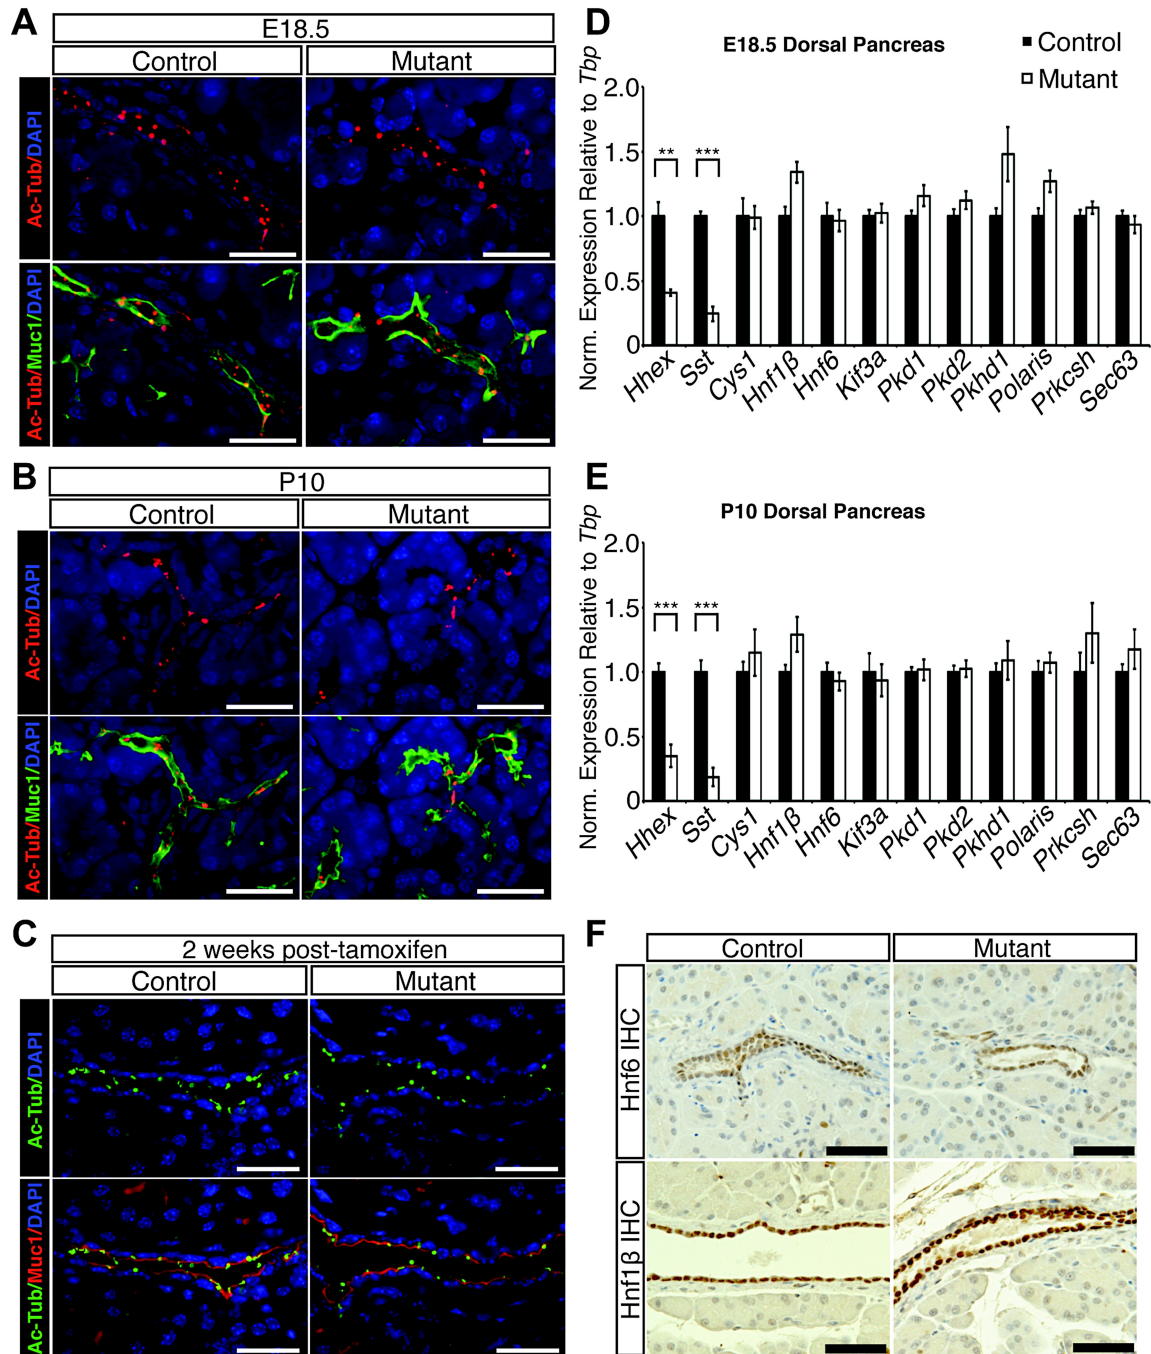 A
E18.5
Control Mutant
Ac-Tub/DAPI
Ac-Tub/Muc1/DAPI
B
P10
Control Mutant
Ac-Tub/DAPI
Ac-Tub/Muc1/DAPI
C
2 weeks post-tamoxifen
Control Mutant
Ac-Tub/DAPI
Ac-Tub/Muc1/DAPI
D
E18.5 Dorsal Pancreas
Control
Mutant
Norm. Expression Relative to Tbp
2.0
1.5
1.0
0.5
0
** ***
Hhex Sst Cys1 Hnf1β Hnf6 Kif3a Pkd1 Pkd2 Pkhd1 Polaris Prkcsh Sec63
E
P10 Dorsal Pancreas
Norm. Expression Relative to Tbp
2.0
1.5
1.0
0.5
0
*** ***
Hhex Sst Cys1 Hnf1β Hnf6 Kif3a Pkd1 Pkd2 Pkhd1 Polaris Prkcsh Sec63
F
Control Mutant
Hnf6 IHC
Hnf1β IHC